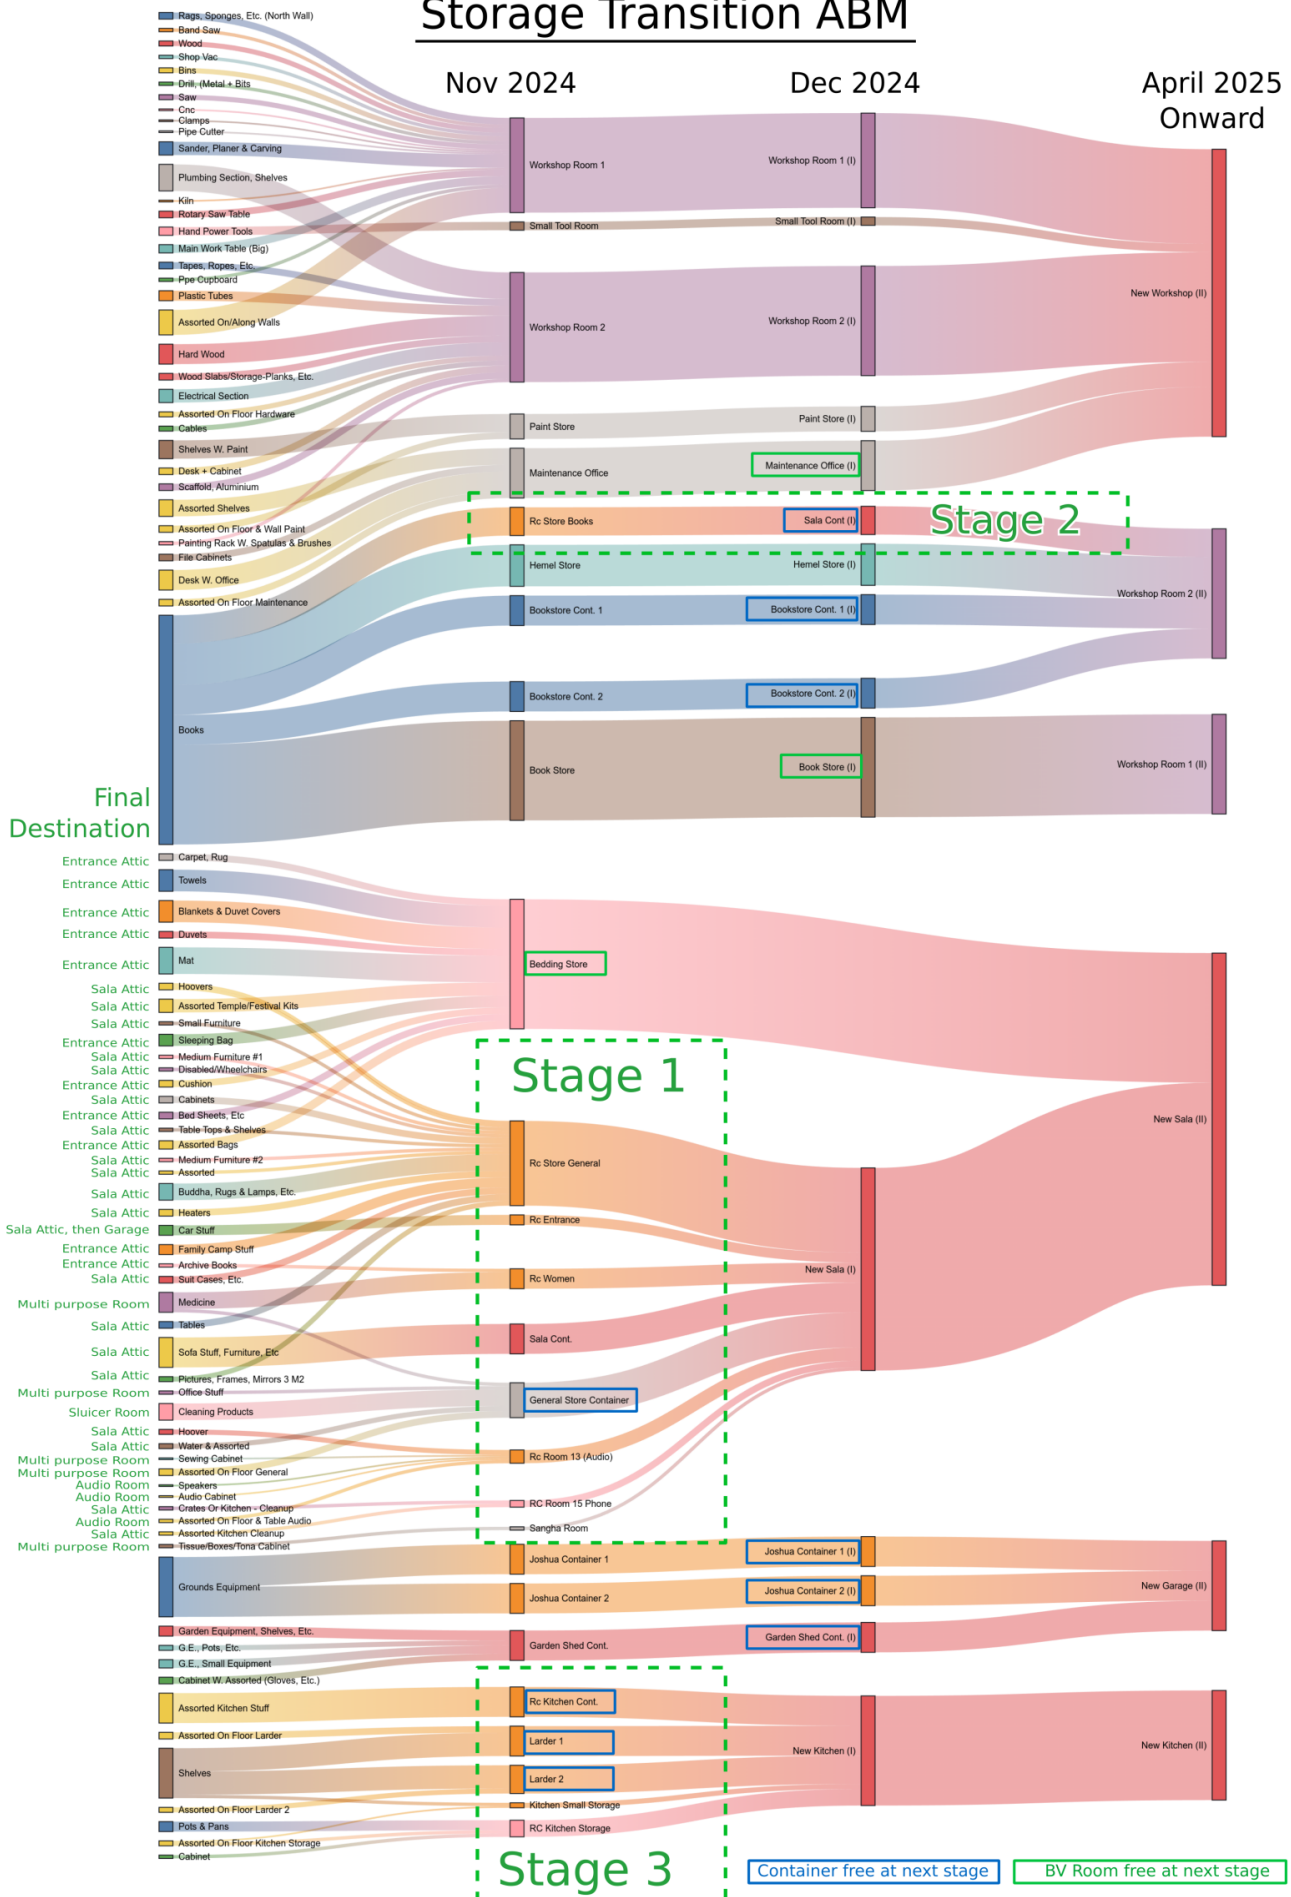 Storage Transition ABM
Nov 2024
Dec 2024
April 2025
Onward
Rags, Sponges, Etc. (North Wall)
Band Saw
Wood
Shop Vac
Bins
Drill, (Metal + Bits
Saw
Cnc
Clamps
Pipe Cutter
Sander, Planer & Carving
Plumbing Section, Shelves
Kiln
Rotary Saw Table
Hand Power Tools
Main Work Table (Big)
Tapes, Ropes, Etc.
Ppe Cupboard
Plastic Tubes
Assorted On/Along Walls
Hard Wood
Wood Slabs/Storage-Planks, Etc.
Electrical Section
Assorted On Floor Hardware
Cables
Shelves W. Paint
Desk + Cabinet
Scaffold, Aluminium
Assorted Shelves
Assorted On Floor & Wall Paint
Painting Rack W. Spatulas & Brushes
File Cabinets
Desk W. Office
Assorted On Floor Maintenance
Books
Workshop Room 1
Small Tool Room
Workshop Room 2
Paint Store
Maintenance Office
Rc Store Books
Hemel Store
Bookstore Cont. 1
Bookstore Cont. 2
Book Store
Workshop Room 1 (I)
Small Tool Room (I)
Workshop Room 2 (I)
Paint Store (I)
Maintenance Office (I)
Sala Cont (I)
Stage 2
Hemel Store (I)
Bookstore Cont. 1 (I)
Bookstore Cont. 2 (I)
Book Store (I)
New Workshop (II)
Workshop Room 2 (II)
Workshop Room 1 (II)
Final
Destination
Entrance Attic Carpet, Rug
Entrance Attic Towels
Entrance Attic Blankets & Duvet Covers
Entrance Attic Duvets
Entrance Attic Mat
Sala Attic Hoovers
Sala Attic Assorted Temple/Festival Kits
Sala Attic Small Furniture
Entrance Attic Sleeping Bag
Sala Attic Medium Furniture #1
Sala Attic Disabled/Wheelchairs
Entrance Attic Cushion
Sala Attic Cabinets
Entrance Attic Bed Sheets, Etc
Sala Attic Table Tops & Shelves
Entrance Attic Assorted Bags
Sala Attic Medium Furniture #2
Sala Attic Assorted
Sala Attic Buddha, Rugs & Lamps, Etc.
Sala Attic Heaters
Sala Attic, then Garage Car Stuff
Entrance Attic Family Camp Stuff
Entrance Attic Archive Books
Sala Attic Suit Cases, Etc.
Multi purpose Room Medicine
Sala Attic Tables
Sala Attic Sofa Stuff, Furniture, Etc
Sala Attic Pictures, Frames, Mirrors 3 M2
Multi purpose Room Office Stuff
Sluicer Room Cleaning Products
Sala Attic Hoover
Sala Attic Water & Assorted
Multi purpose Room Sewing Cabinet
Multi purpose Room Assorted On Floor General
Audio Room Speakers
Audio Room Audio Cabinet
Sala Attic Crates Or Kitchen - Cleanup
Audio Room Assorted On Floor & Table Audio
Sala Attic Assorted Kitchen Cleanup
Multi purpose Room Tissue/Boxes/Tona Cabinet
Grounds Equipment
Garden Equipment, Shelves, Etc.
G.E., Pots, Etc.
G.E., Small Equipment
Cabinet W. Assorted (Gloves, Etc.)
Assorted Kitchen Stuff
Assorted On Floor Larder
Shelves
Assorted On Floor Larder 2
Pots & Pans
Assorted On Floor Kitchen Storage
Cabinet
Bedding Store
Stage 1
Rc Store General
Rc Entrance
Rc Women
Sala Cont.
General Store Container
Rc Room 13 (Audio)
RC Room 15 Phone
Sangha Room
Joshua Container 1
Joshua Container 2
Garden Shed Cont.
Rc Kitchen Cont.
Larder 1
Larder 2
Kitchen Small Storage
RC Kitchen Storage
Stage 3
New Sala (I)
Joshua Container 1 (I)
Joshua Container 2 (I)
Garden Shed Cont. (I)
New Kitchen (I)
New Sala (II)
New Garage (II)
New Kitchen (II)
Container free at next stage
BV Room free at next stage